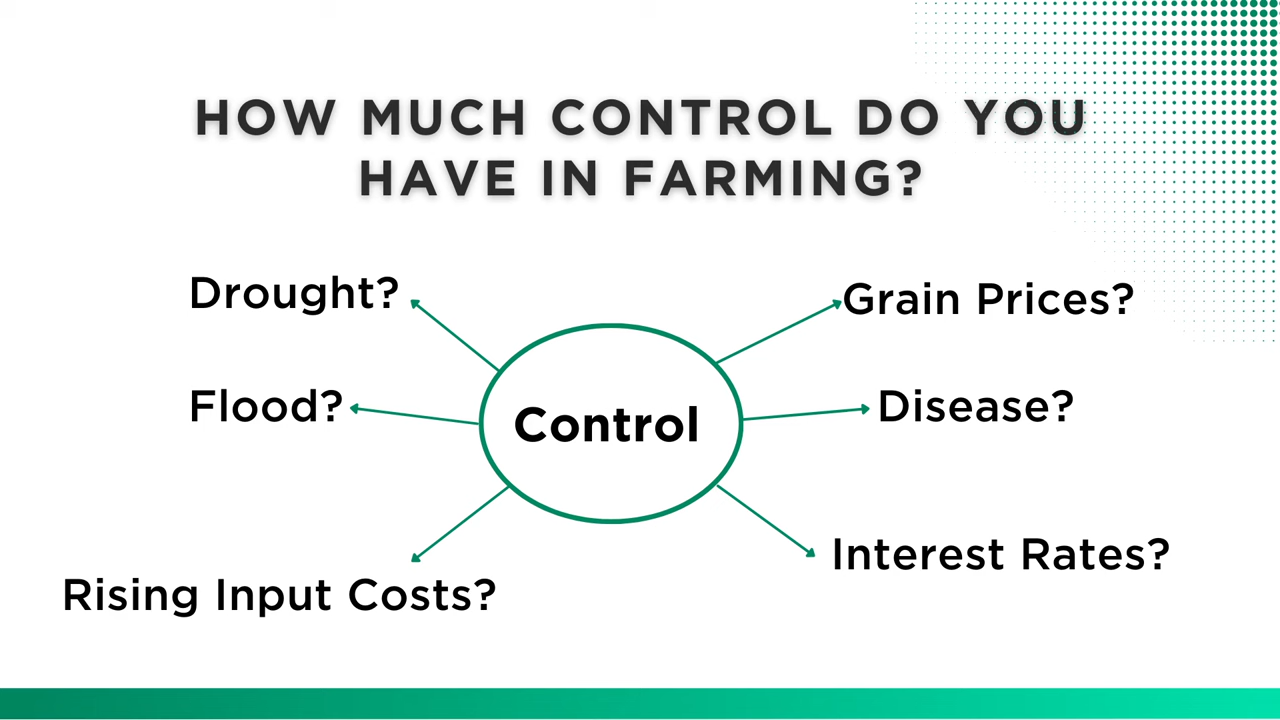 HOW MUCH CONTROL DO YOU
HAVE IN FARMING?
Drought?
Grain Prices?
Flood?
Control
Disease?
Interest Rates?
Rising Input Costs?